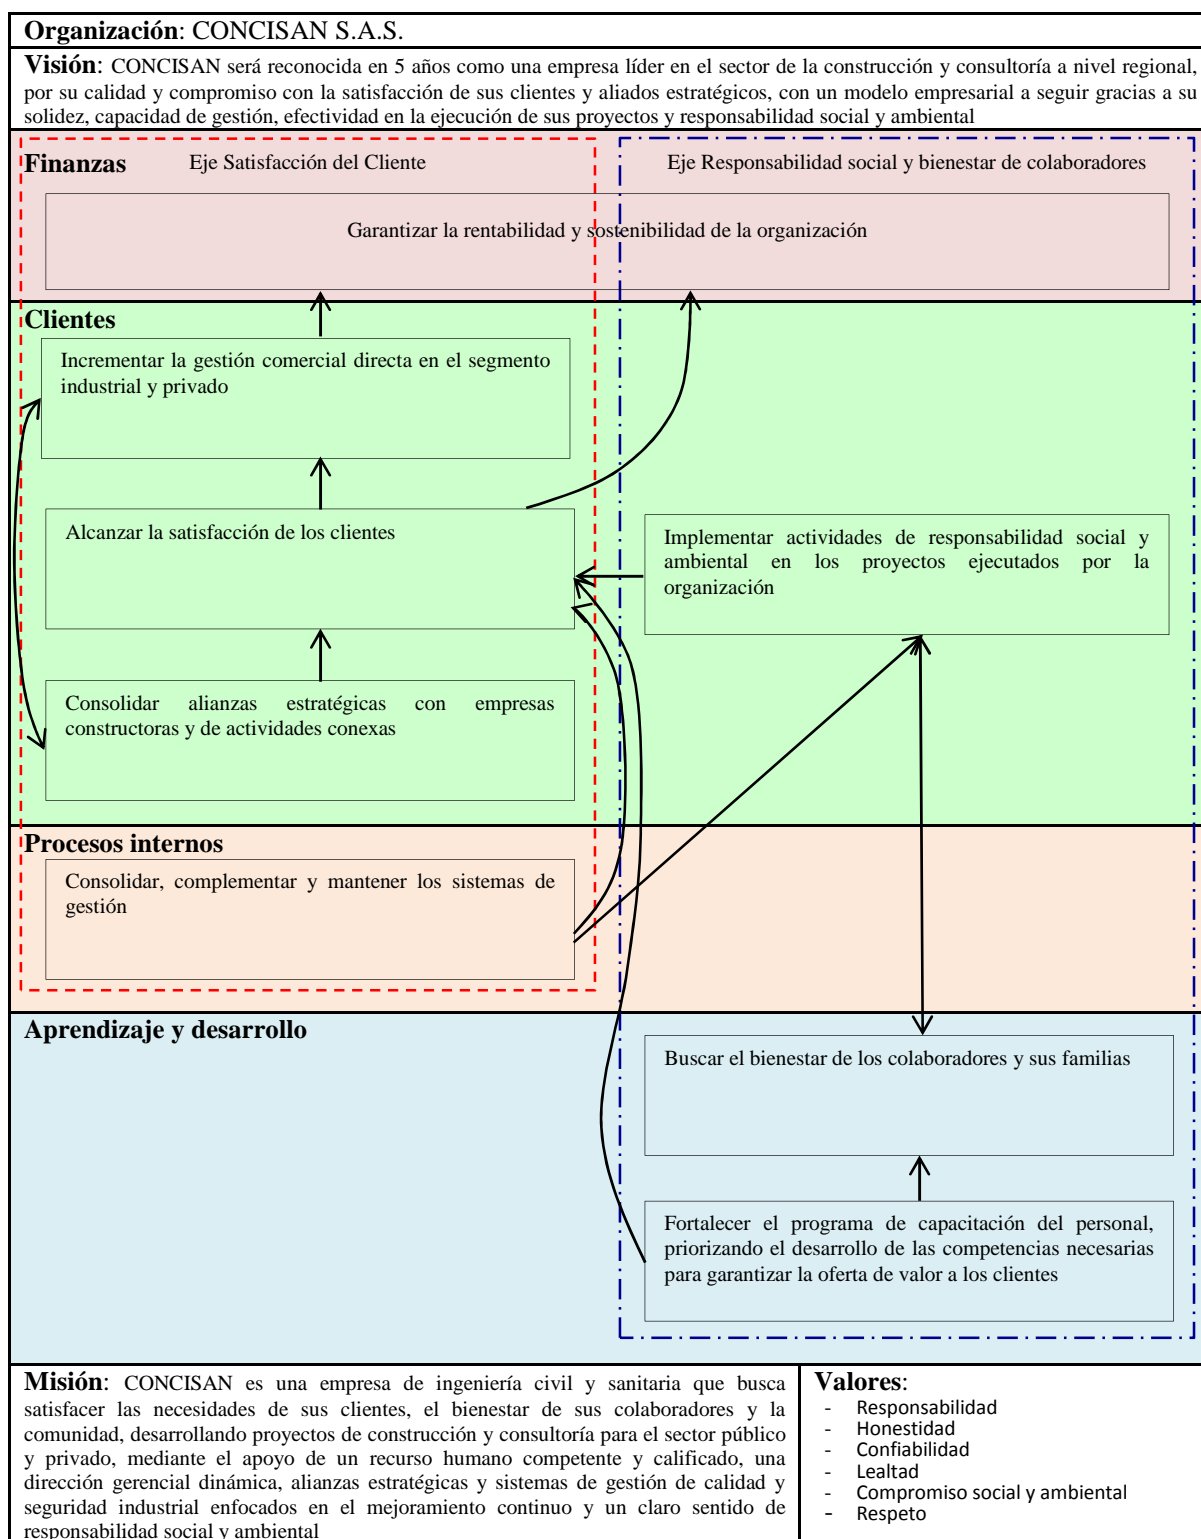 Organización: CONCISAN S.A.S.
Visión: CONCISAN será reconocida en 5 años como una empresa líder en el sector de la construcción y consultoría a nivel regional,
por su calidad y compromiso con la satisfacción de sus clientes y aliados estratégicos, con un modelo empresarial a seguir gracias a su
solidez, capacidad de gestión, efectividad en la ejecución de sus proyectos y responsabilidad social y ambiental
Finanzas
Eje Satisfacción del Cliente
Eje Responsabilidad social y bienestar de colaboradores
Garantizar la rentabilidad y sostenibilidad de la organización
Clientes
Incrementar la gestión comercial directa en el segmento
industrial y privado
Alcanzar la satisfacción de los clientes
Implementar actividades de responsabilidad social y
ambiental en los proyectos ejecutados por la
organización
Consolidar alianzas estratégicas con empresas
constructoras y de actividades conexas
Procesos internos
Consolidar, complementar y mantener los sistemas de
gestión
Aprendizaje y desarrollo
Buscar el bienestar de los colaboradores y sus familias
Fortalecer el programa de capacitación del personal,
priorizando el desarrollo de las competencias necesarias
para garantizar la oferta de valor a los clientes
Misión: CONCISAN es una empresa de ingeniería civil y sanitaria que busca
satisfacer las necesidades de sus clientes, el bienestar de sus colaboradores y la
comunidad, desarrollando proyectos de construcción y consultoría para el sector público
y privado, mediante el apoyo de un recurso humano competente y calificado, una
dirección gerencial dinámica, alianzas estratégicas y sistemas de gestión de calidad y
seguridad industrial enfocados en el mejoramiento continuo y un claro sentido de
responsabilidad social y ambiental
Valores:
- Responsabilidad
- Honestidad
- Confiabilidad
- Lealtad
- Compromiso social y ambiental
- Respeto